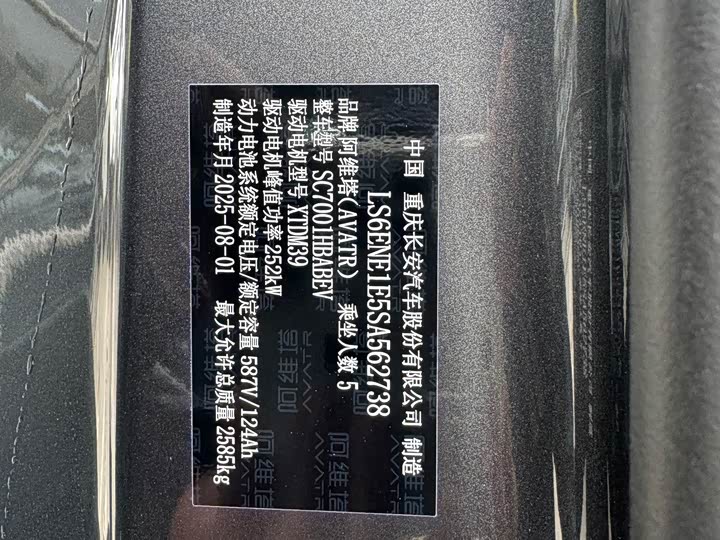 中国 重庆长安汽车股份有限公司 制造
LS6ENE1E5SA562738
品牌 阿维塔(AVATR) 乘坐人数 5
整车型号 SC7001HBABEV
驱动电机型号 XTDM39
驱动电机峰值功率 252kW
动力电池系统额定电压/额定容量 587V/124Ah
制造年月 2025-08-01 最大允许总质量 2585kg